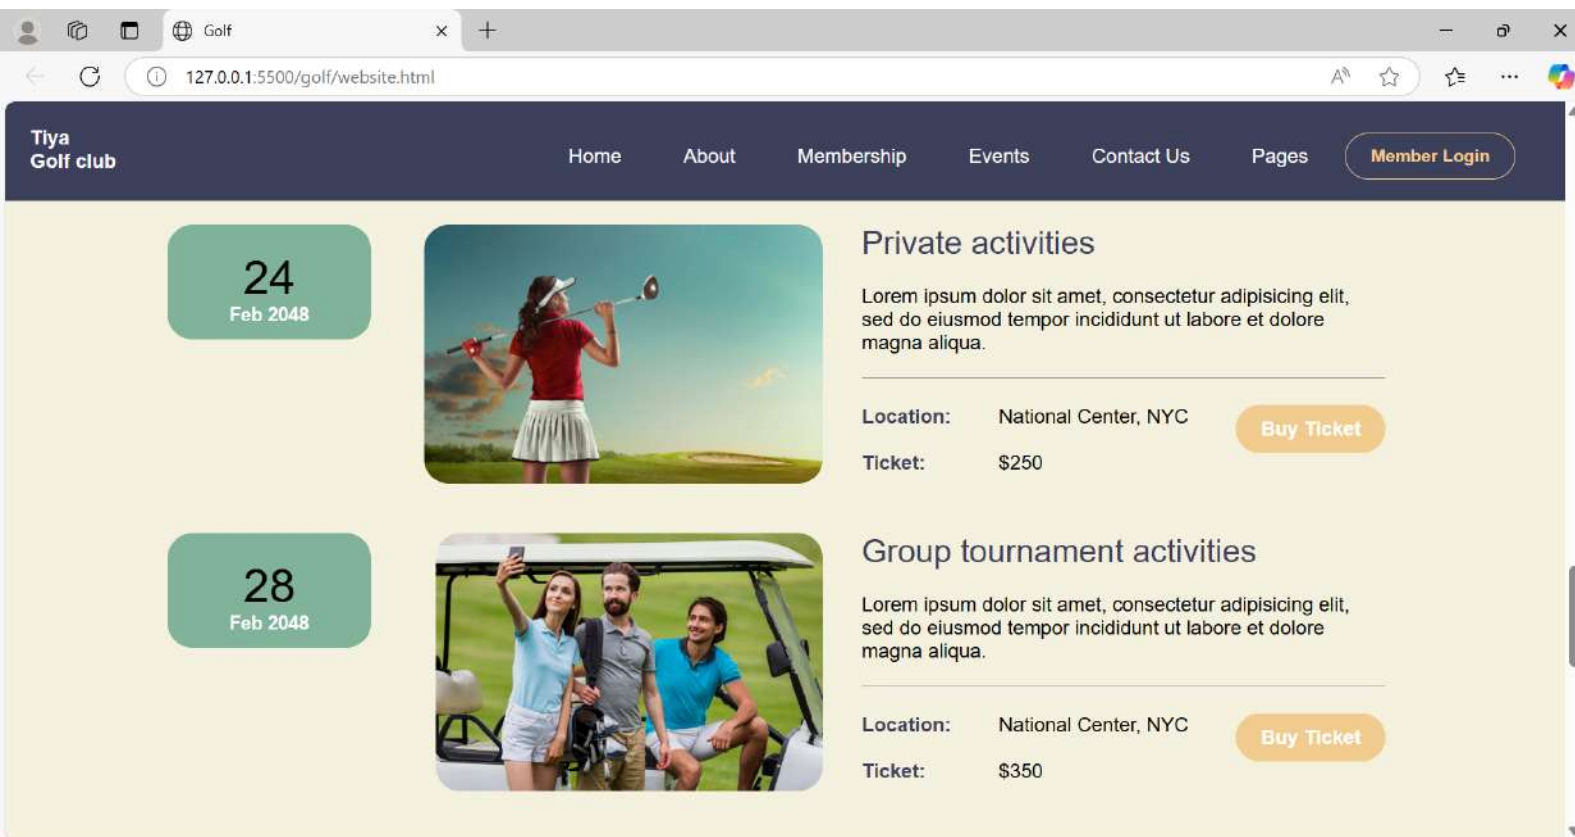 Golf
127.0.0.1:5500/golf/website.html
Tiya
Golf club
Home About Membership Events Contact Us Pages Member Login
24
Feb 2048
Private activities
Lorem ipsum dolor sit amet, consectetur adipisicing elit,
sed do eiusmod tempor incididunt ut labore et dolore
magna aliqua.
Location: National Center, NYC
Buy Ticket
Ticket: $250
28
Feb 2048
Group tournament activities
Lorem ipsum dolor sit amet, consectetur adipisicing elit,
sed do eiusmod tempor incididunt ut labore et dolore
magna aliqua.
Location: National Center, NYC
Buy Ticket
Ticket: $350